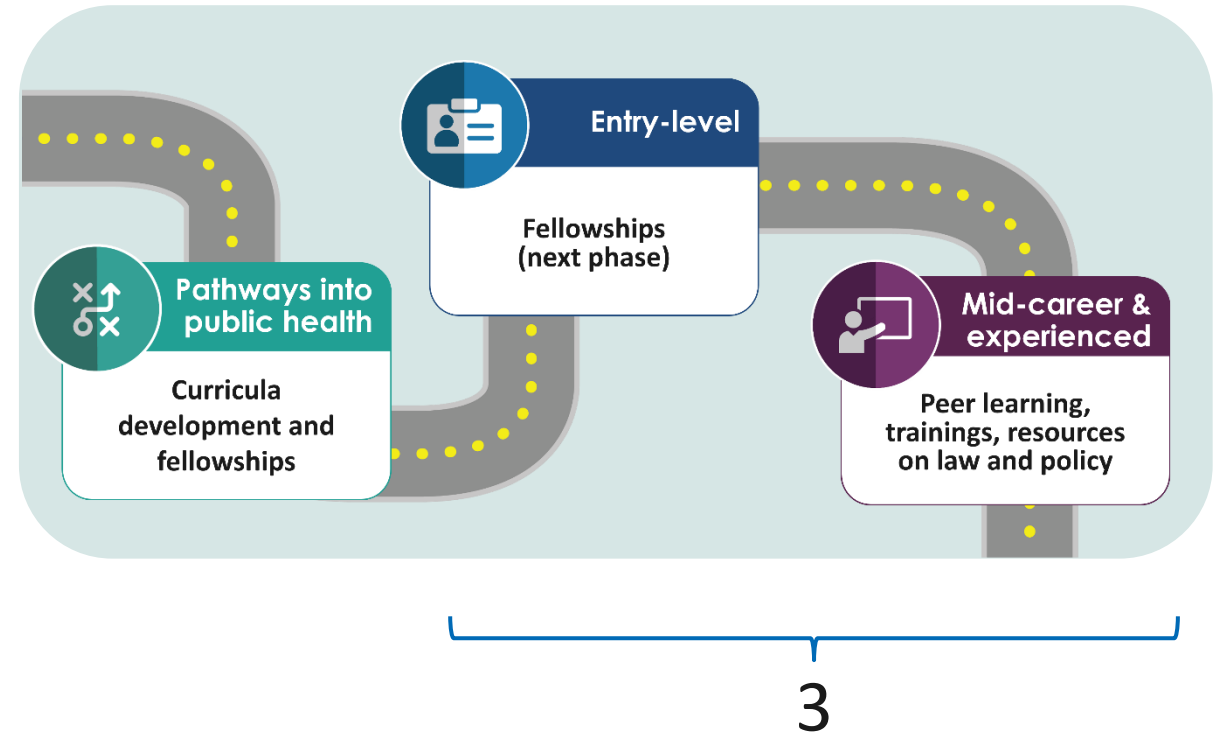 Pathways into
public health
Curricula
development and
fellowships
Entry-level
Fellowships
(next phase)
Mid-career &
experienced
Peer learning,
trainings, resources
on law and policy
3